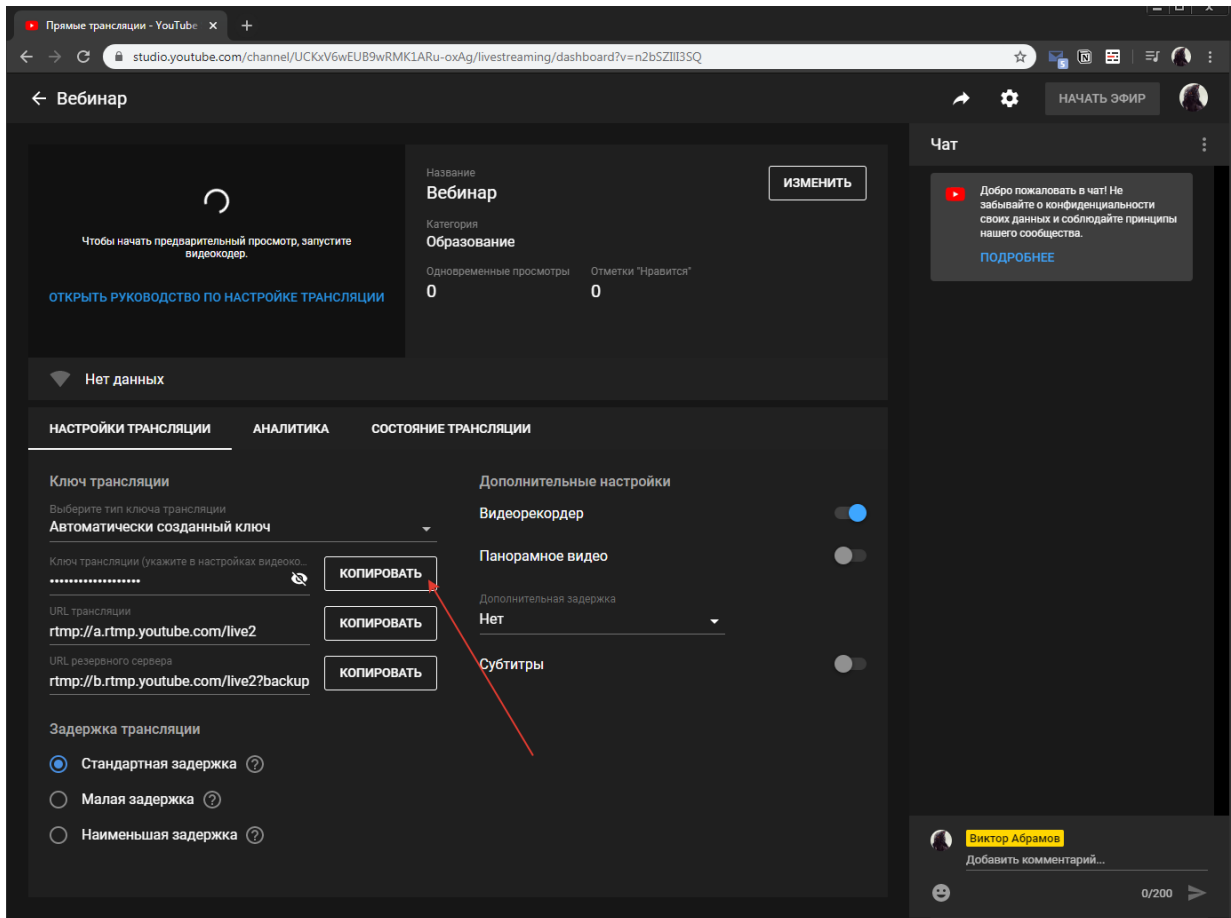 Прямые трансляции - YouTube
studio.youtube.com/channel/UCKxV6wEUB9wRMK1ARu-oxAg/livestreaming/dashboard?v=n2bSZIlI3SQ
5
Вебинар
НАЧАТЬ ЭФИР
Чтобы начать предварительный просмотр, запустите
видеокодер.
ОТКРЫТЬ РУКОВОДСТВО ПО НАСТРОЙКЕ ТРАНСЛЯЦИИ
Название
Вебинар
ИЗМЕНИТЬ
Категория
Образование
Одновременные просмотры Отметки "Нравится"
0 0
Нет данных
НАСТРОЙКИ ТРАНСЛЯЦИИ АНАЛИТИКА СОСТОЯНИЕ ТРАНСЛЯЦИИ
Ключ трансляции
Выберите тип ключа трансляции
Автоматически созданный ключ
Ключ трансляции (укажите в настройках видеоко...
•••••••••••••••••••
КОПИРОВАТЬ
URL трансляции
rtmp://a.rtmp.youtube.com/live2
КОПИРОВАТЬ
URL резервного сервера
rtmp://b.rtmp.youtube.com/live2?backup
КОПИРОВАТЬ
Задержка трансляции
Стандартная задержка ?
Малая задержка ?
Наименьшая задержка ?
Дополнительные настройки
Видеорекордер
Панорамное видео
Дополнительная задержка
Нет
Субтитры
Чат
Добро пожаловать в чат! Не
забывайте о конфиденциальности
своих данных и соблюдайте принципы
нашего сообщества.
ПОДРОБНЕЕ
Виктор Абрамов
Добавить комментарий...
0/200